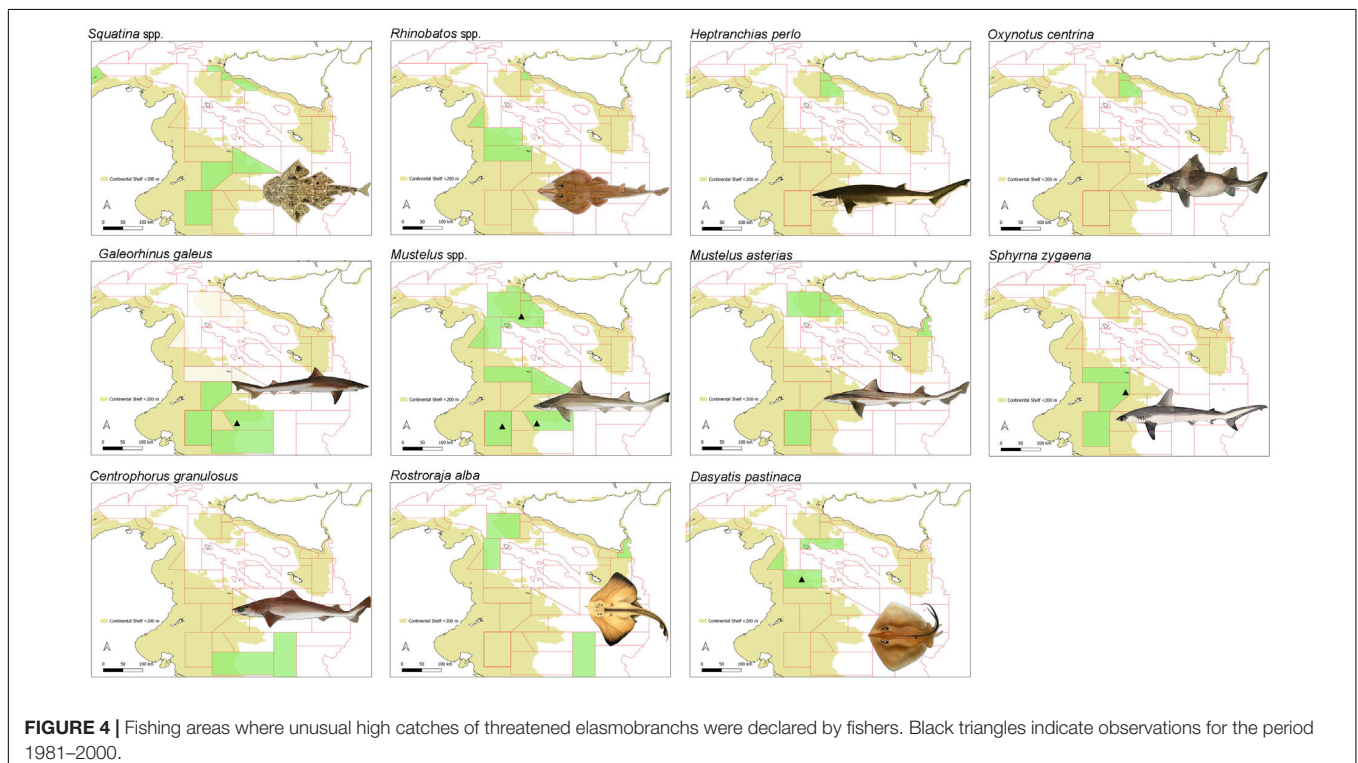 Squatina spp.
Rhinobatos spp.
Heptranchias perlo
Oxynotus centrina
Continental Shelf <200 m
0 50 100 km
Continental Shelf <200 m
0 50 100 km
Continental Shelf <200 m
0 50 100 km
Continental Shelf <200 m
0 50 100 km
Galeorhinus galeus
Mustelus spp.
Mustelus asterias
Sphyrna zygaena
Continental Shelf <200 m
0 50 100 km
Continental Shelf <200 m
0 50 100 km
Continental Shelf <200 m
0 50 100 km
Continental Shelf <200 m
0 50 100 km
Centrophorus granulosus
Rostroraja alba
Dasyatis pastinaca
Continental Shelf <200 m
0 50 100 km
Continental Shelf <200 m
0 50 100 km
Continental Shelf <200 m
0 50 100 km
FIGURE 4 | Fishing areas where unusual high catches of threatened elasmobranchs were declared by fishers. Black triangles indicate observations for the period
1981–2000.